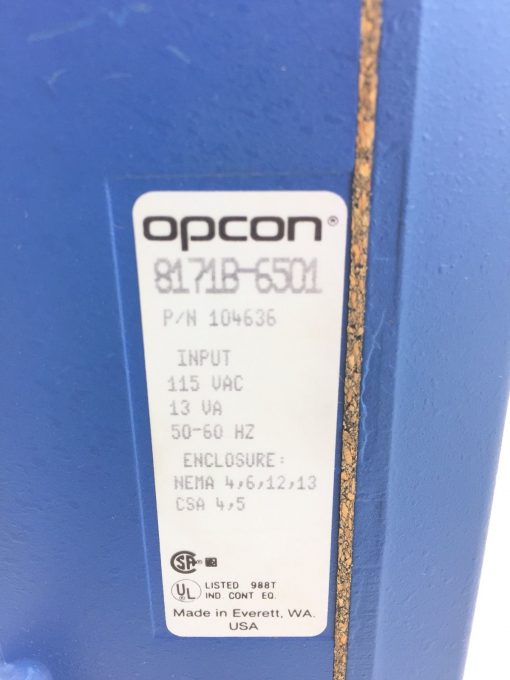 opcon®
8171B-6501
P/N 104636
INPUT
115 VAC
13 VA
50-60 HZ
ENCLOSURE:
NEMA 4,6,12,13
CSA 4,5
UL LISTED 988T
IND CONT EQ.
Made in Everett, WA.
USA